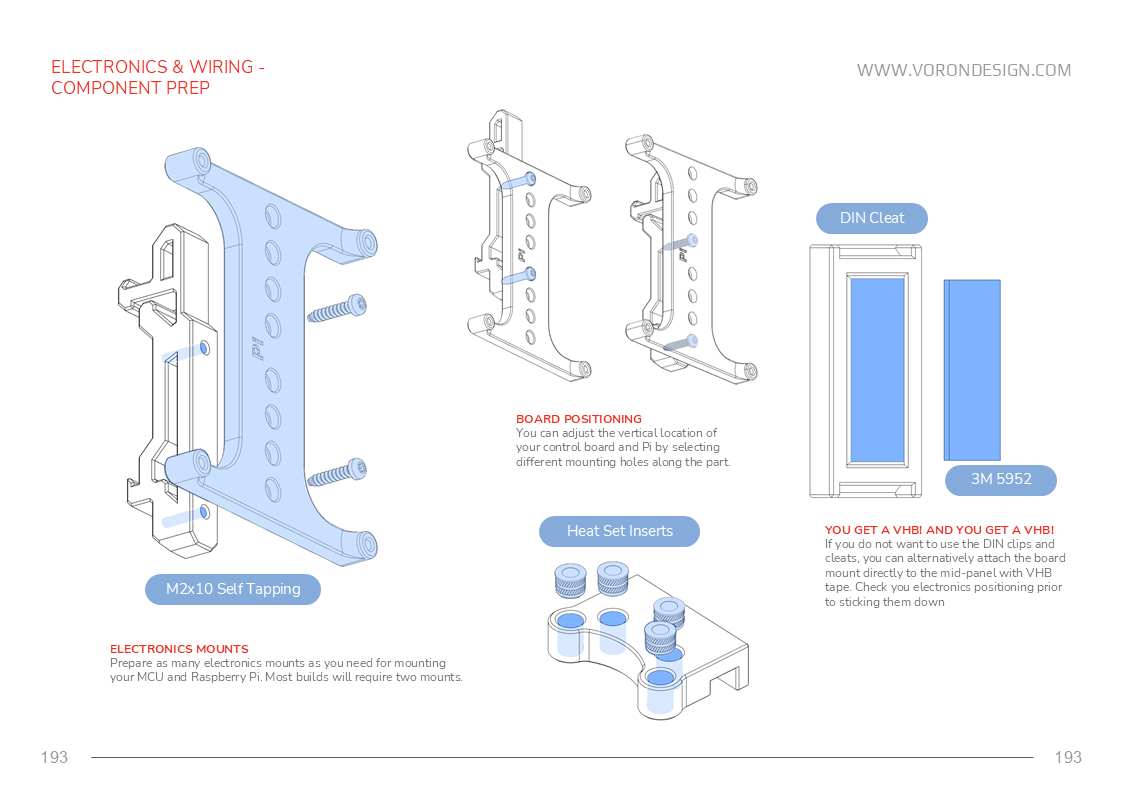 ELECTRONICS & WIRING -
COMPONENT PREP
WWW.VORONDESIGN.COM
DIN Cleat
Pi
Pi
Pi
3M 5952
BOARD POSITIONING
You can adjust the vertical location of
your control board and Pi by selecting
different mounting holes along the part.
Heat Set Inserts
YOU GET A VHB! AND YOU GET A VHB!
If you do not want to use the DIN clips and
cleats, you can alternatively attach the board
mount directly to the mid-panel with VHB
tape. Check you electronics positioning prior
to sticking them down
M2x10 Self Tapping
ELECTRONICS MOUNTS
Prepare as many electronics mounts as you need for mounting
your MCU and Raspberry Pi. Most builds will require two mounts.
193
193